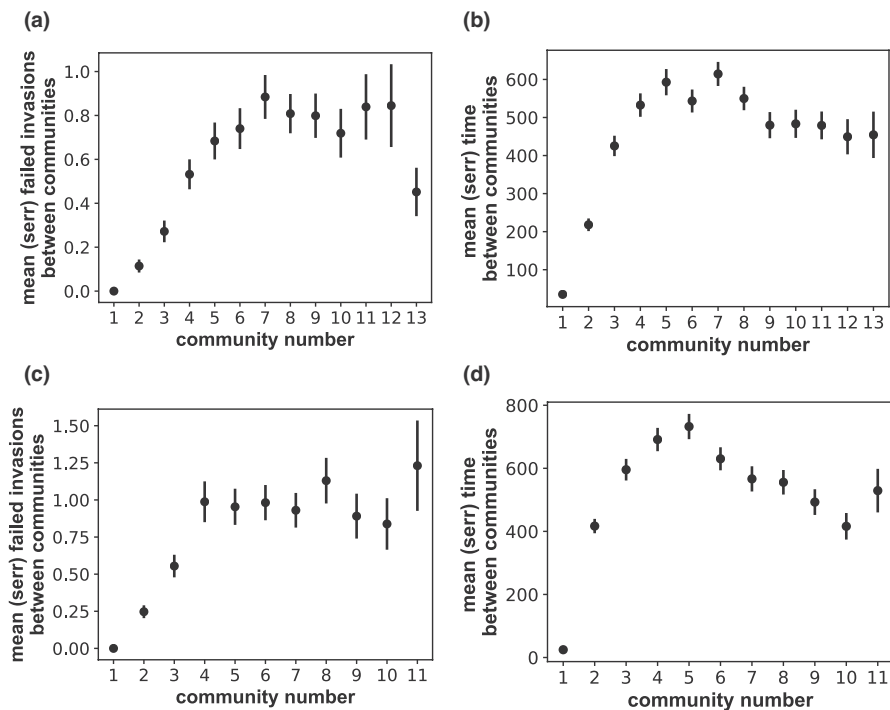 (a)
mean (serr) failed invasions
between communities
1.0
0.8
0.6
0.4
0.2
0.0
1 2 3 4 5 6 7 8 9 10 11 12 13
community number
(b)
mean (serr) time
between communities
600
500
400
300
200
100
1 2 3 4 5 6 7 8 9 10 11 12 13
community number
(c)
mean (serr) failed invasions
between communities
1.50
1.25
1.00
0.75
0.50
0.25
0.00
1 2 3 4 5 6 7 8 9 10 11
community number
(d)
mean (serr) time
between communities
800
600
400
200
0
1 2 3 4 5 6 7 8 9 10 11
community number